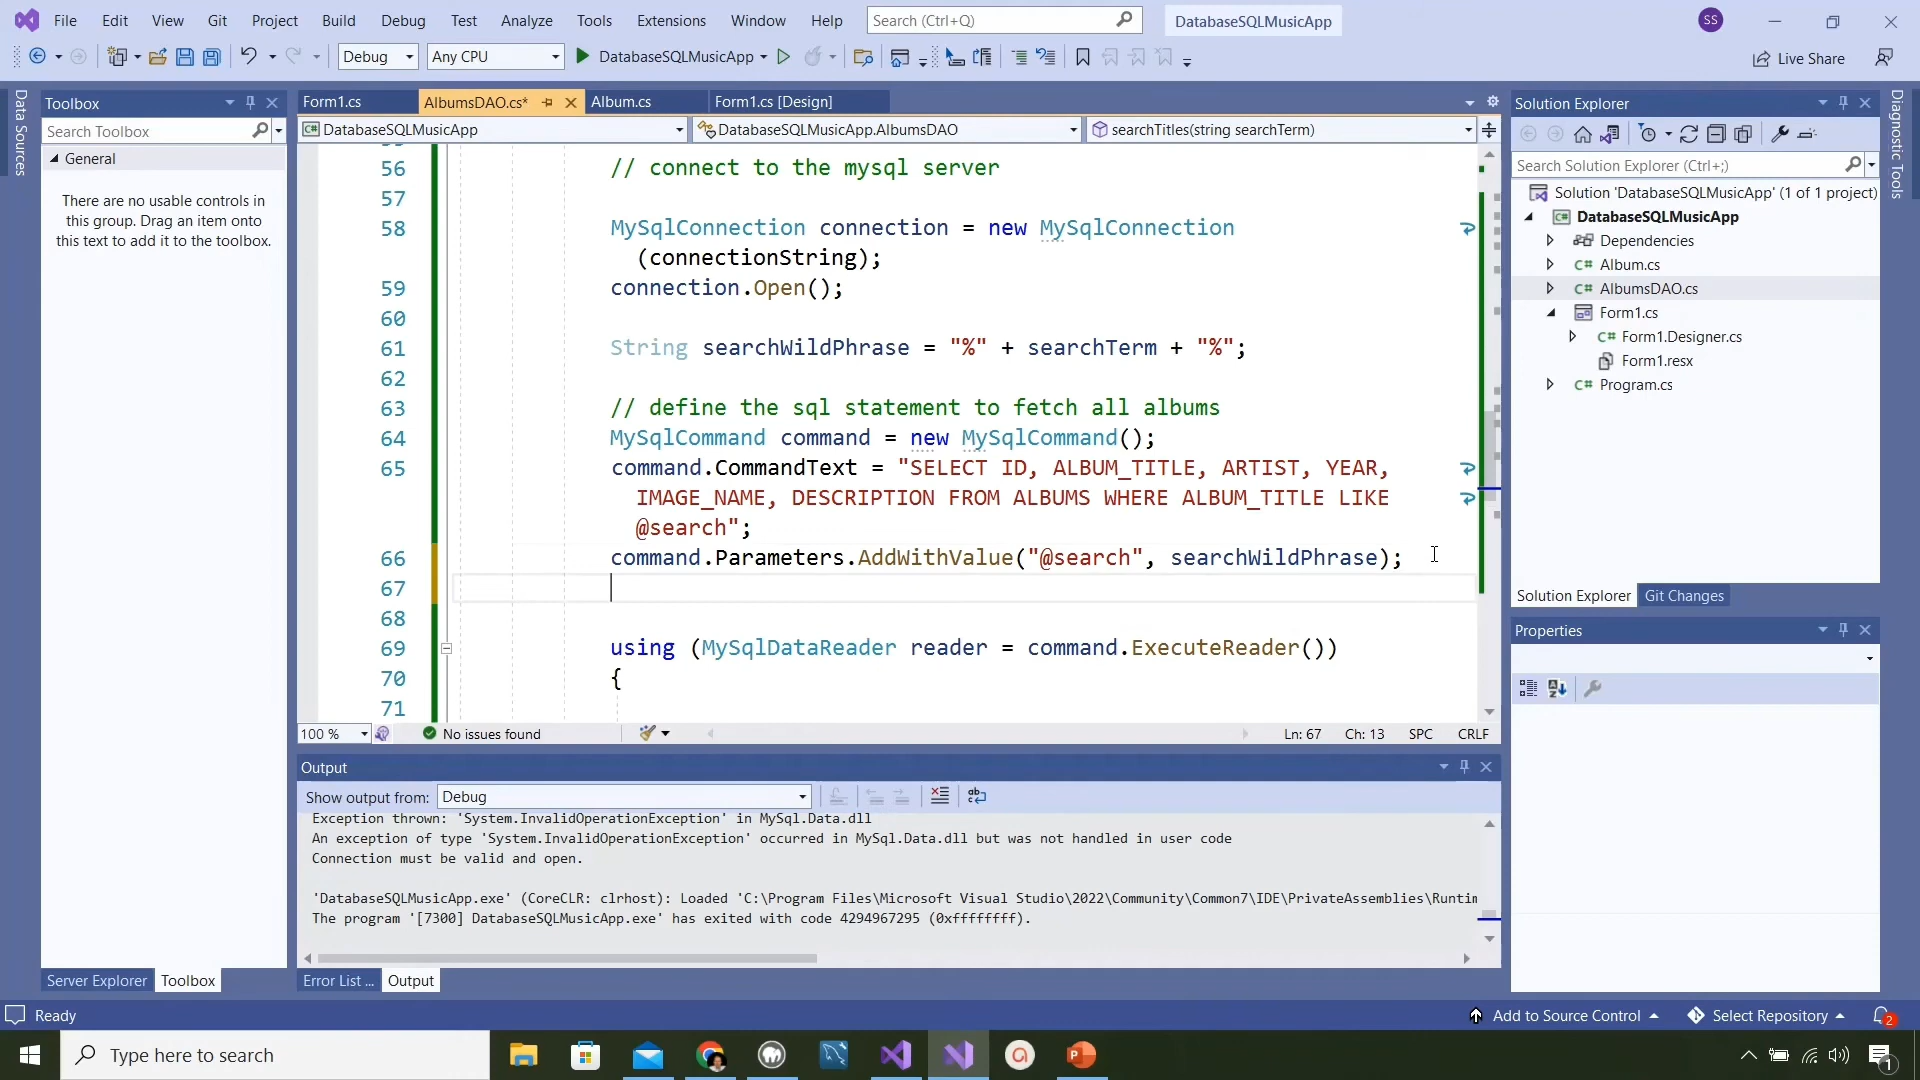 File Edit View Git Project Build Debug Test Analyze Tools Extensions Window Help Search (Ctrl+Q) DatabaseSQLMusicApp SS
Debug Any CPU DatabaseSQLMusicApp Live Share
Data Sources
Toolbox
Search Toolbox
General
There are no usable controls in
this group. Drag an item onto
this text to add it to the toolbox.
Server Explorer Toolbox
Form1.cs AlbumsDAO.cs* Album.cs Form1.cs [Design]
DatabaseSQLMusicApp DatabaseSQLMusicApp.AlbumsDAO searchTitles(string searchTerm)
56 // connect to the mysql server
57
58 MySqlConnection connection = new MySqlConnection
(connectionString);
59 connection.Open();
60
61 String searchWildPhrase = "%" + searchTerm + "%";
62
63 // define the sql statement to fetch all albums
64 MySqlCommand command = new MySqlCommand();
65 command.CommandText = "SELECT ID, ALBUM_TITLE, ARTIST, YEAR,
IMAGE_NAME, DESCRIPTION FROM ALBUMS WHERE ALBUM_TITLE LIKE
@search";
66 command.Parameters.AddWithValue("@search", searchWildPhrase);
67
68
69 using (MySqlDataReader reader = command.ExecuteReader())
70 {
71
100 % No issues found Ln: 67 Ch: 13 SPC CRLF
Output
Show output from: Debug
Exception thrown: 'System.InvalidOperationException' in MySql.Data.dll
An exception of type 'System.InvalidOperationException' occurred in MySql.Data.dll but was not handled in user code
Connection must be valid and open.
'DatabaseSQLMusicApp.exe' (CoreCLR: clrhost): Loaded 'C:\Program Files\Microsoft Visual Studio\2022\Community\Common7\IDE\PrivateAssemblies\Runtin
The program '[7300] DatabaseSQLMusicApp.exe' has exited with code 4294967295 (0xffffffff).
Error List ... Output
Solution Explorer
Search Solution Explorer (Ctrl+;)
Solution 'DatabaseSQLMusicApp' (1 of 1 project)
DatabaseSQLMusicApp
Dependencies
C# Album.cs
C# AlbumsDAO.cs
Form1.cs
C# Form1.Designer.cs
Form1.resx
C# Program.cs
Solution Explorer Git Changes
Properties
Diagnostic Tools
Ready Add to Source Control Select Repository 2
Type here to search 1